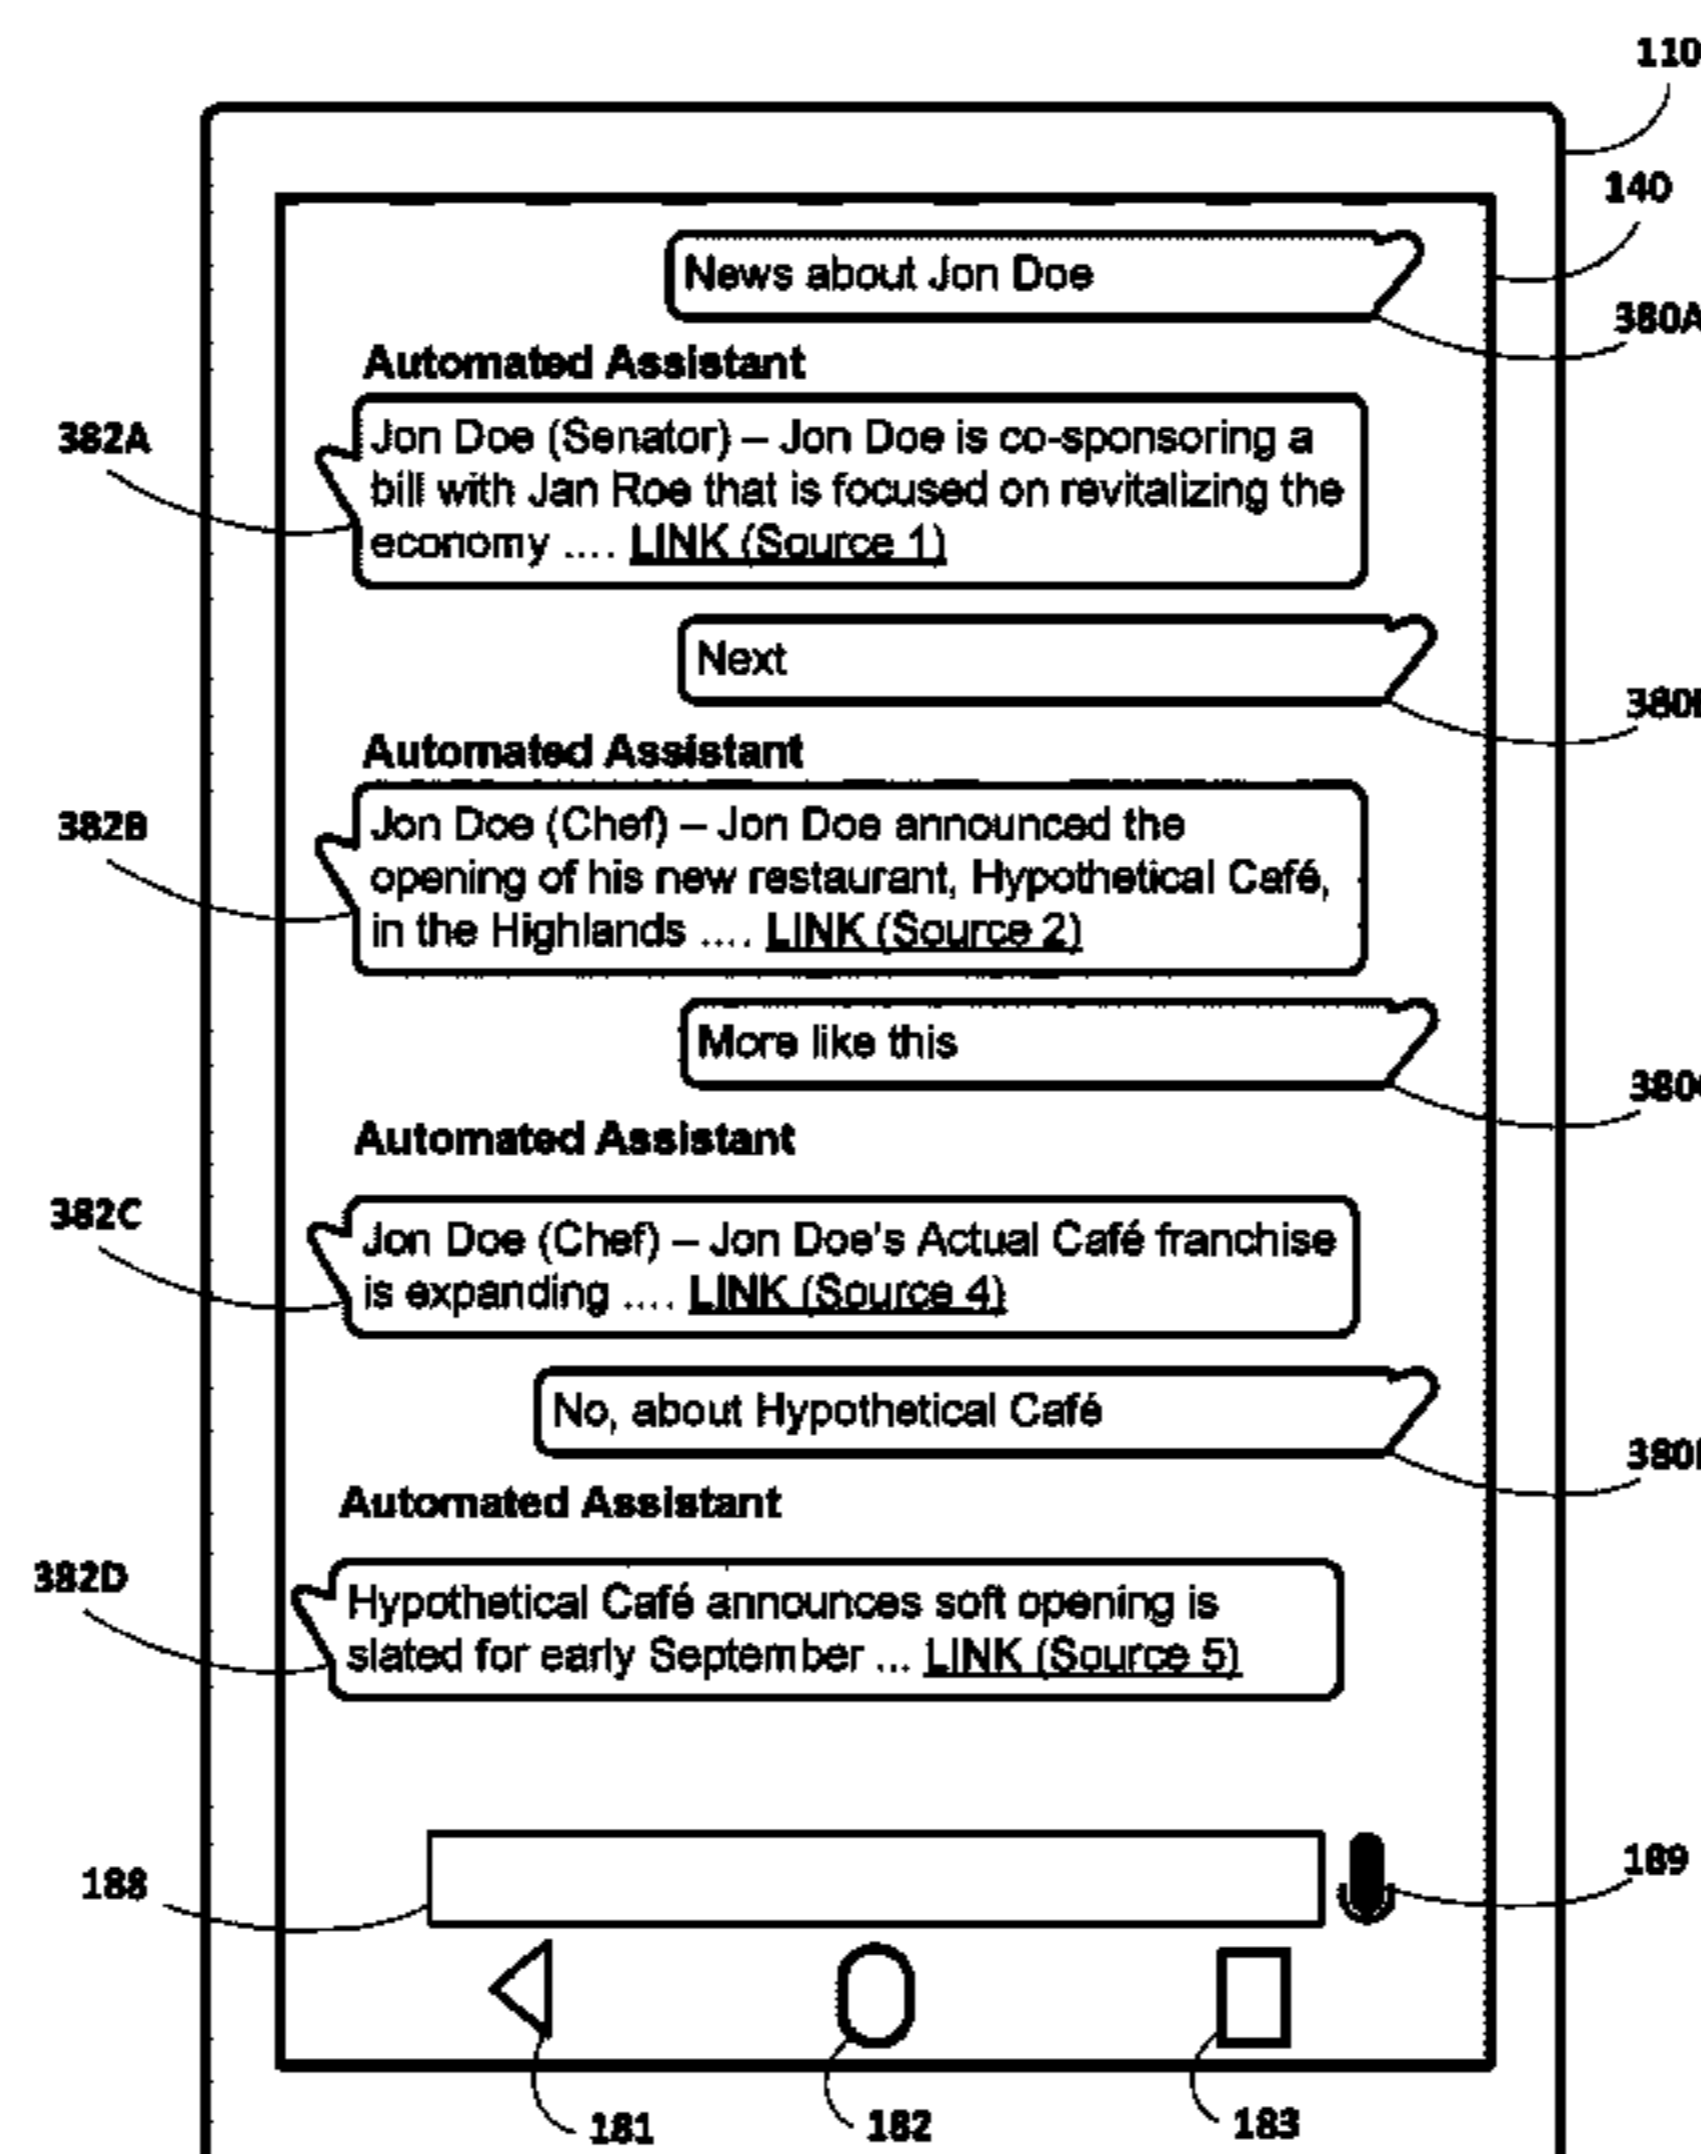 110
140
News about Jon Doe
380A
Automated Assistant
382A
Jon Doe (Senator) – Jon Doe is co-sponsoring a
bill with Jan Roe that is focused on revitalizing the
economy .... LINK (Source 1)
Next
Automated Assistant
382B
Jon Doe (Chef) – Jon Doe announced the
opening of his new restaurant, Hypothetical Café,
in the Highlands .... LINK (Source 2)
More like this
Automated Assistant
382C
Jon Doe (Chef) – Jon Doe's Actual Café franchise
is expanding .... LINK (Source 4)
No, about Hypothetical Café
Automated Assistant
382D
Hypothetical Café announces soft opening is
slated for early September ... LINK (Source 5)
188
189
181
182
183